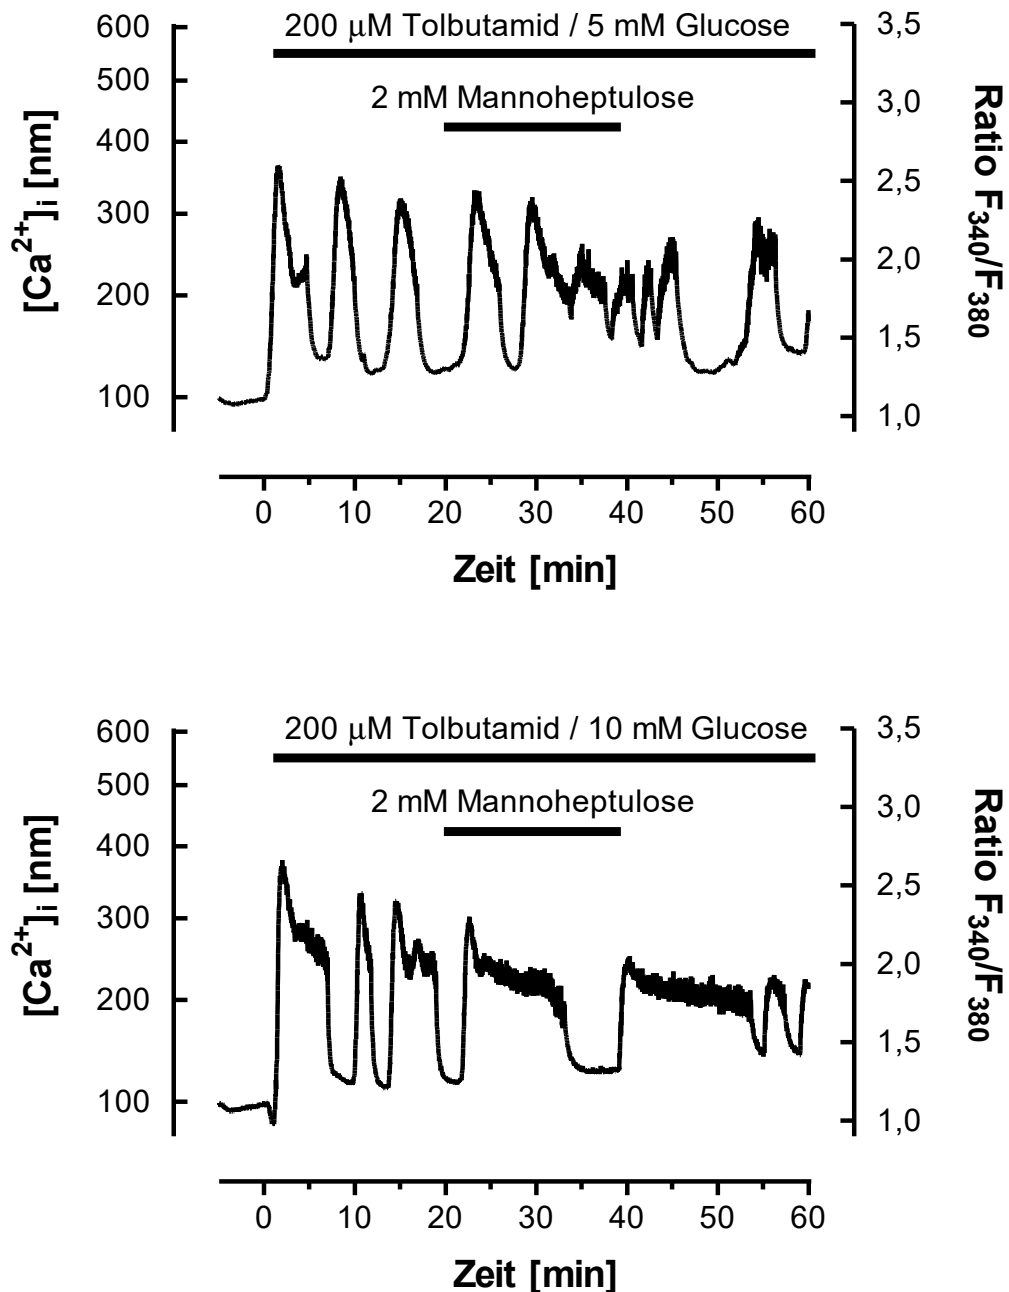 200 μM Tolbutamid / 5 mM Glucose
2 mM Mannoheptulose
[Ca²⁺]ᵢ [nm]
600
500
400
300
200
100
3,5
3,0
2,5
2,0
1,5
1,0
Ratio F₃₄₀/F₃₈₀
0 10 20 30 40 50 60
Zeit [min]
200 μM Tolbutamid / 10 mM Glucose
2 mM Mannoheptulose
[Ca²⁺]ᵢ [nm]
600
500
400
300
200
100
3,5
3,0
2,5
2,0
1,5
1,0
Ratio F₃₄₀/F₃₈₀
0 10 20 30 40 50 60
Zeit [min]